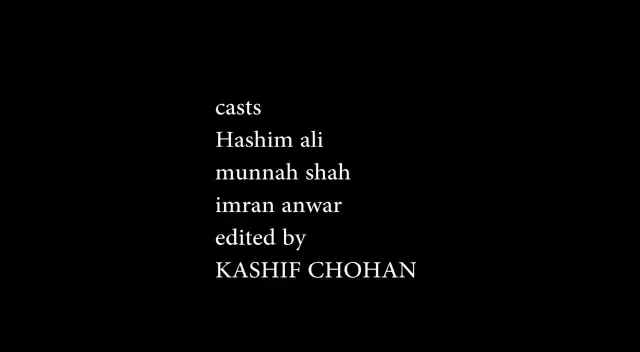 casts
Hashim ali
munnah shah
imran anwar
edited by
KASHIF CHOHAN